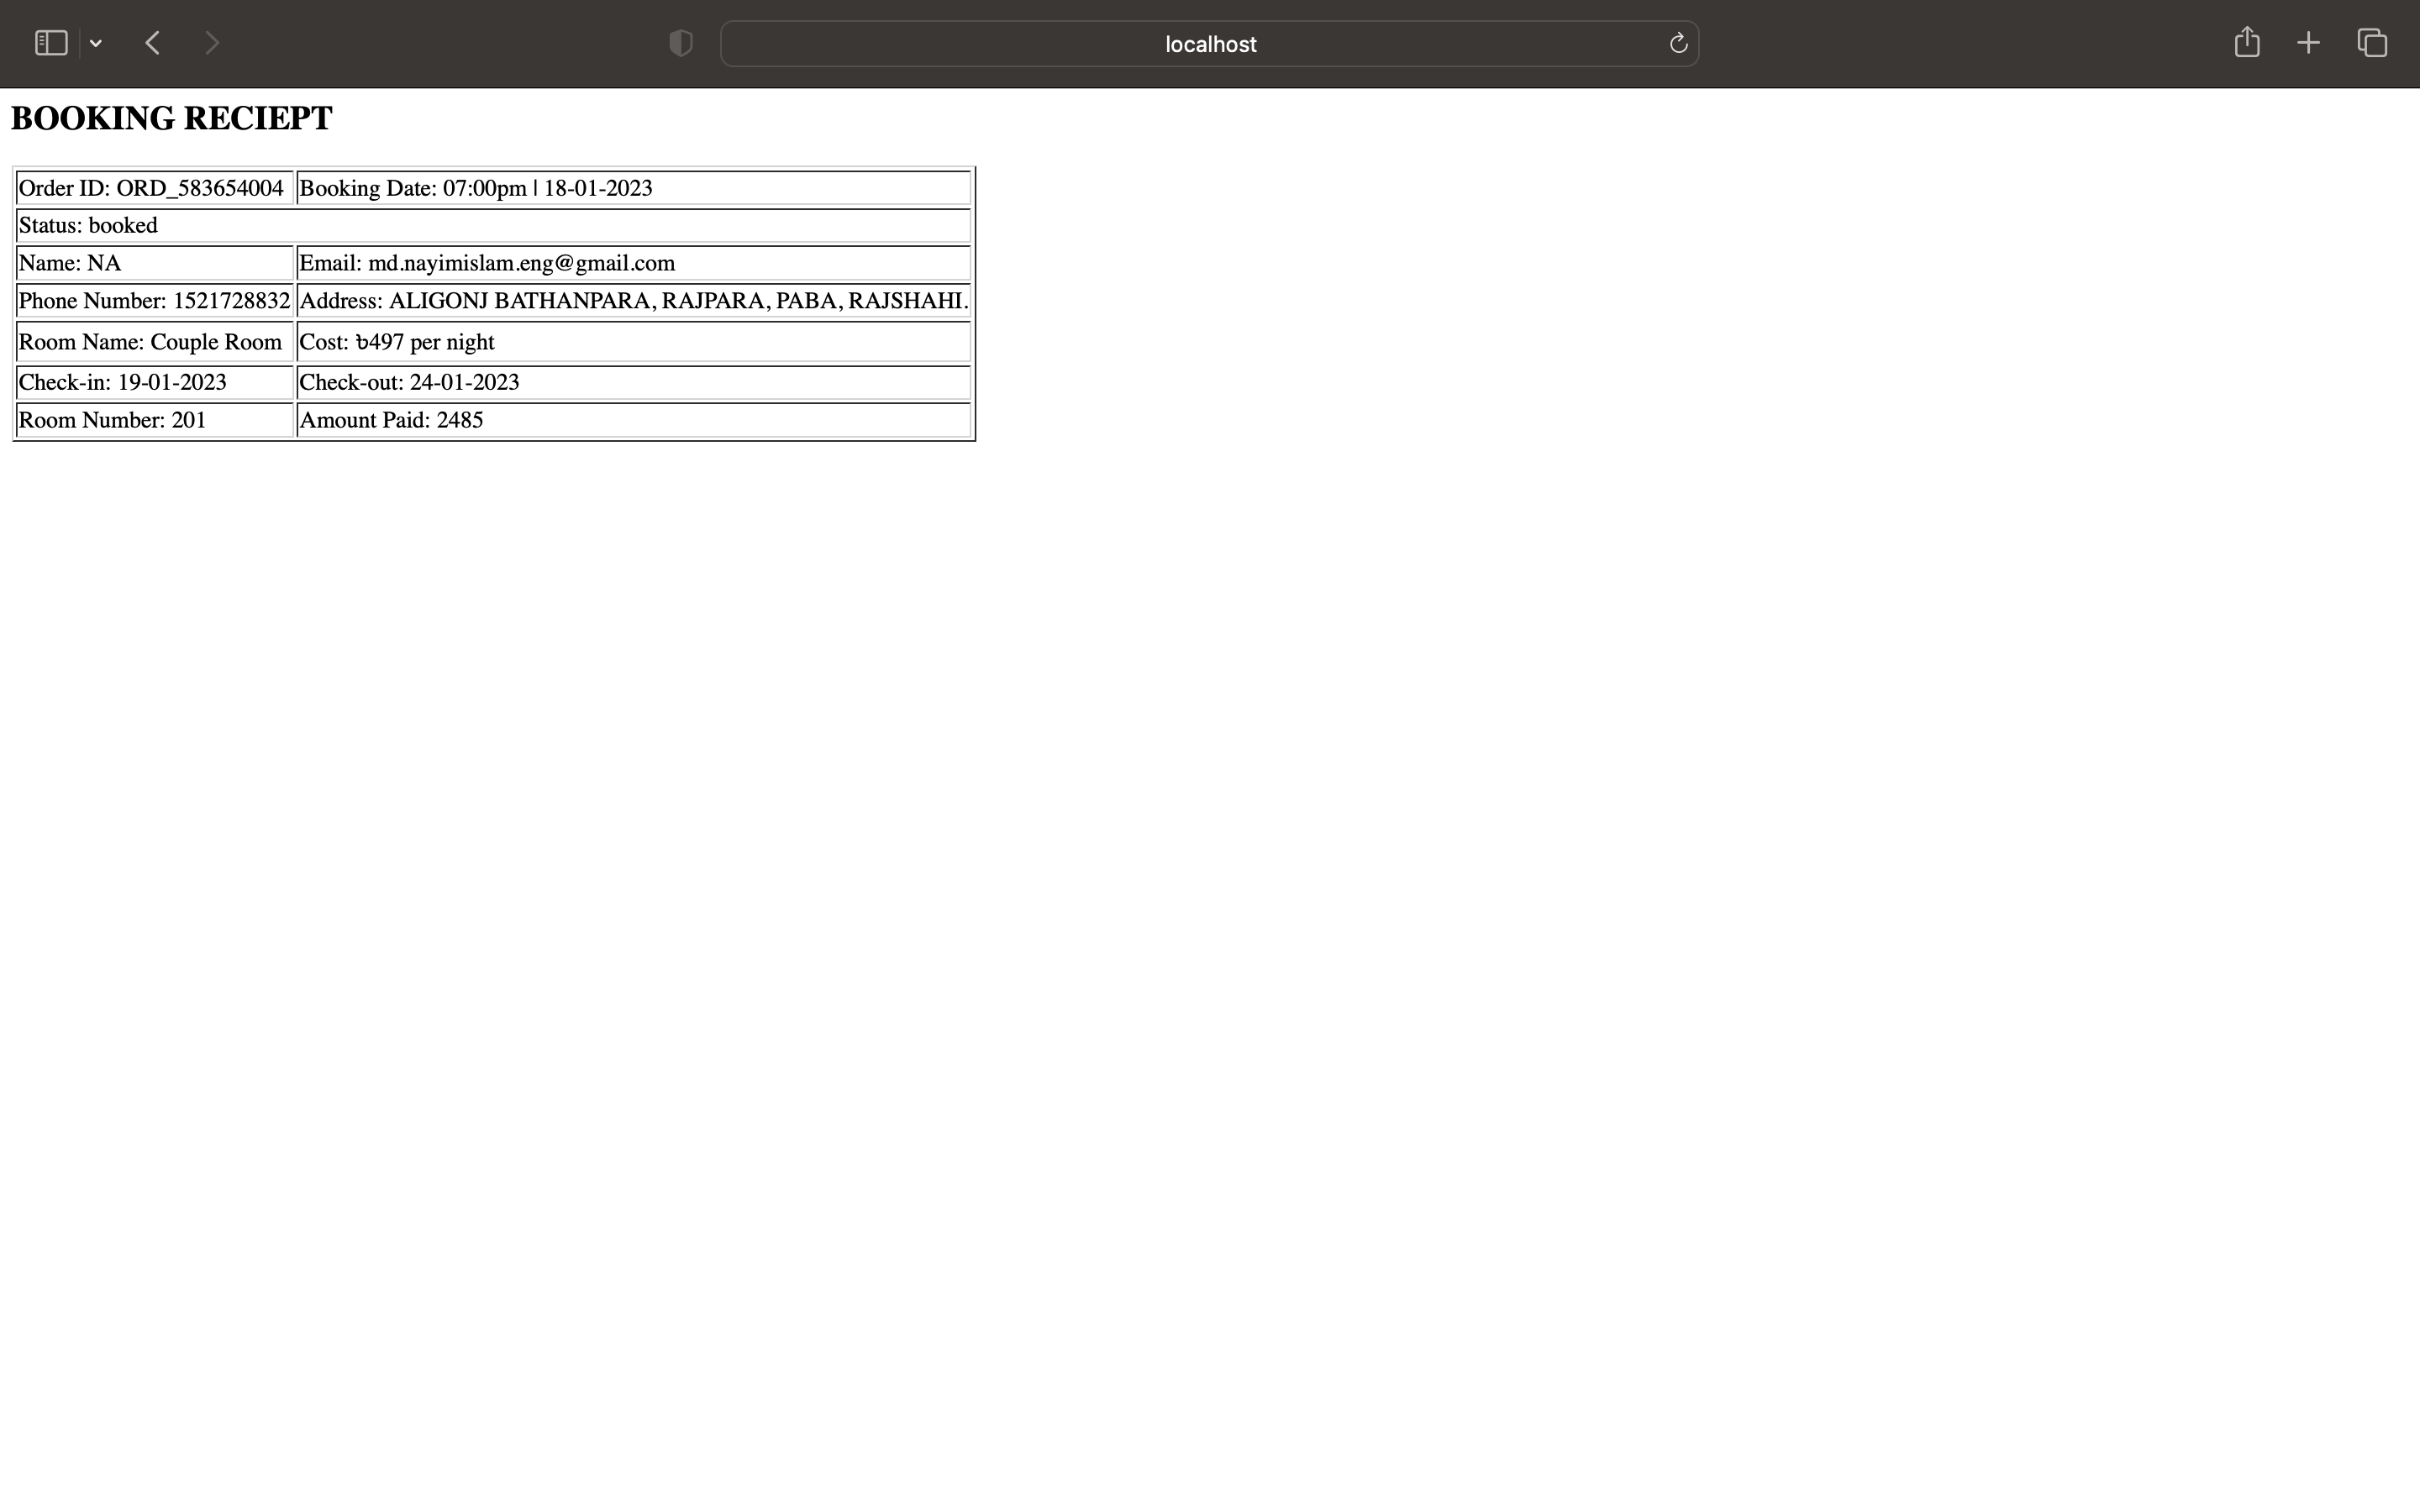 localhost
BOOKING RECIEPT
Order ID: ORD_583654004 Booking Date: 07:00pm | 18-01-2023
Status: booked
Name: NA Email: md.nayimislam.eng@gmail.com
Phone Number: 1521728832 Address: ALIGONJ BATHANPARA, RAJPARA, PABA, RAJSHAHI.
Room Name: Couple Room Cost: ৳497 per night
Check-in: 19-01-2023 Check-out: 24-01-2023
Room Number: 201 Amount Paid: 2485